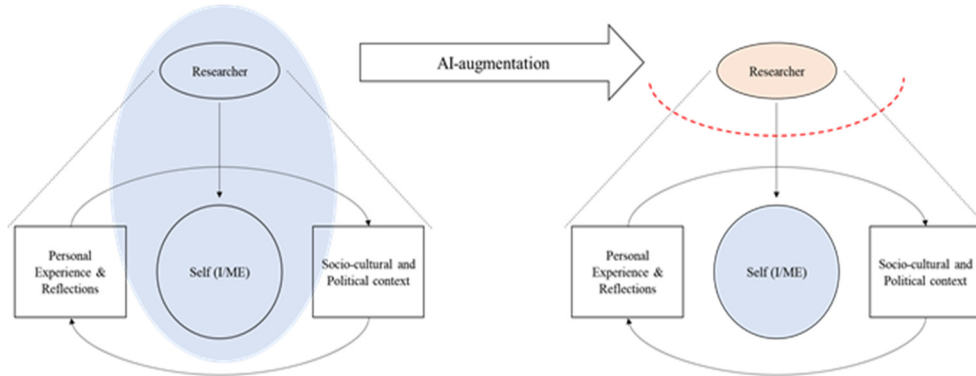 Researcher
Personal
Experience &
Reflections
Self (I/ME)
Socio-cultural and
Political context
AI-augmentation
Researcher
Personal
Experience &
Reflections
Self (I/ME)
Socio-cultural and
Political context